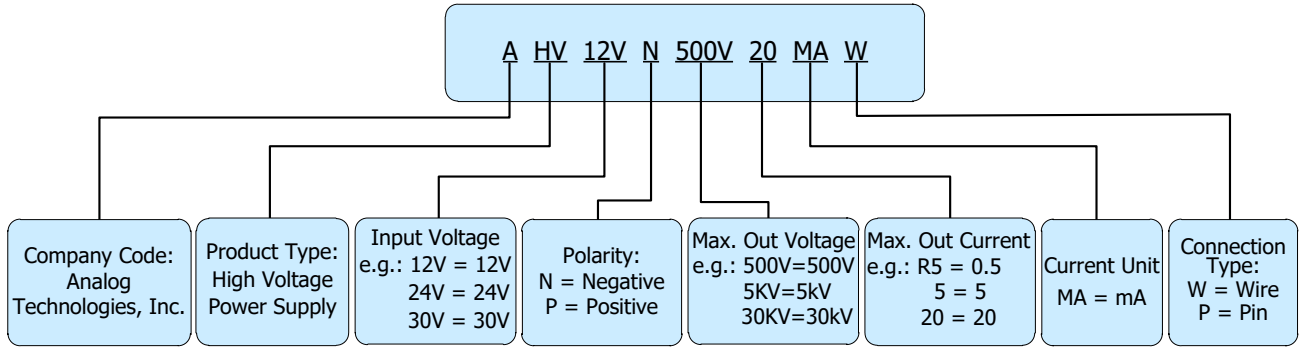 A HV 12V N 500V 20 MA W
Company Code:
Analog
Technologies, Inc.
Product Type:
High Voltage
Power Supply
Input Voltage
e.g.: 12V = 12V
24V = 24V
30V = 30V
Polarity:
N = Negative
P = Positive
Max. Out Voltage
e.g.: 500V=500V
5KV=5kV
30KV=30kV
Max. Out Current
e.g.: R5 = 0.5
5 = 5
20 = 20
Current Unit
MA = mA
Connection
Type:
W = Wire
P = Pin